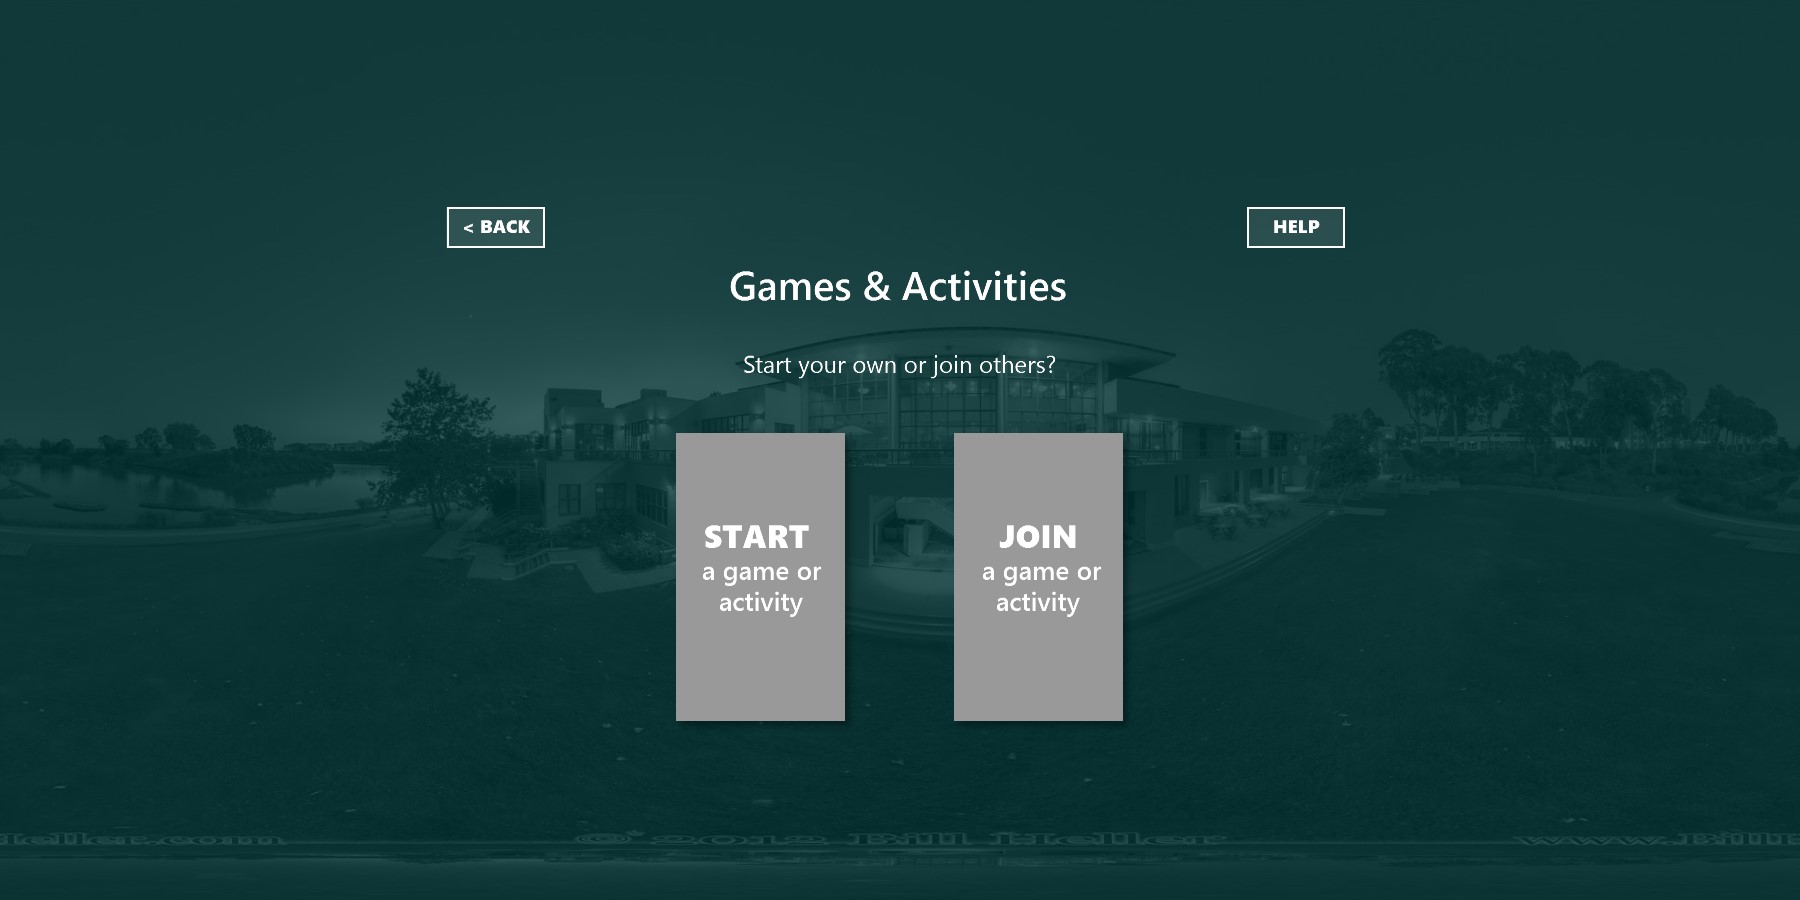 < BACK
HELP
Games & Activities
Start your own or join others?
START
a game or
activity
JOIN
a game or
activity
Heller.com
© 2012 Bill Heller
www.Bill